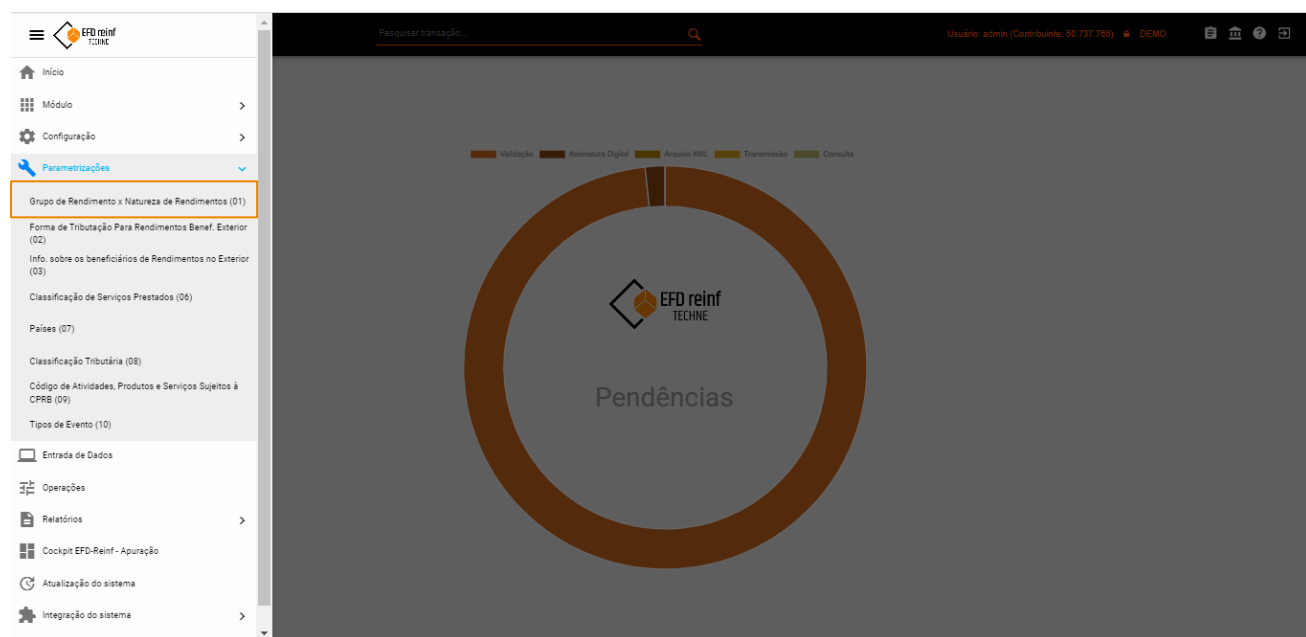 EFD reinf
TECHNE
Pesquisar transação...
Usuário: admin (Contribuinte: 50.737.766)
DEMO
Início
Módulo
Configuração
Parametrizações
Grupo de Rendimento x Natureza de Rendimentos (01)
Forma de Tributação Para Rendimentos Benef. Exterior
(02)
Info. sobre os beneficiários de Rendimentos no Exterior
(03)
Classificação de Serviços Prestados (06)
Países (07)
Classificação Tributária (08)
Código de Atividades, Produtos e Serviços Sujeitos à
CPRB (09)
Tipos de Evento (10)
Entrada de Dados
Operações
Relatórios
Cockpit EFD-Reinf - Apuração
Atualização do sistema
Integração do sistema
Validação Assinatura Digital Arquivo XML Transmissão Consulta
EFD reinf
TECHNE
Pendências